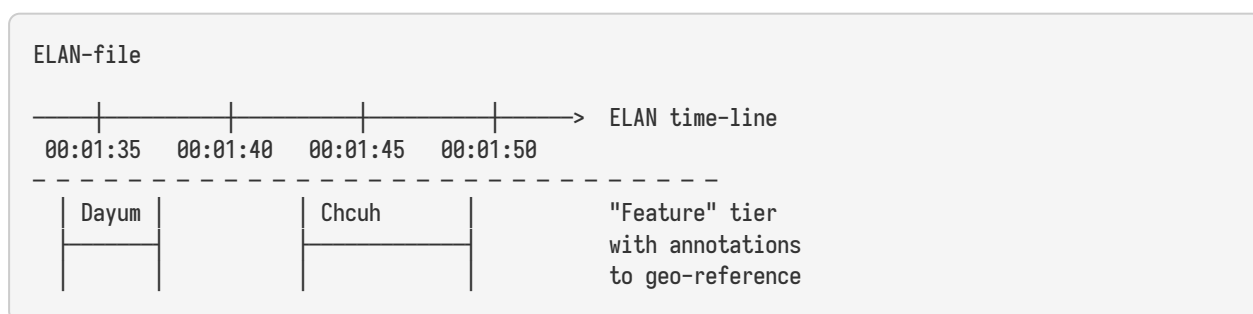 ELAN-file
ELAN time-line
00:01:35 00:01:40 00:01:45 00:01:50
Dayum Chcuh "Feature" tier
with annotations
to geo-reference